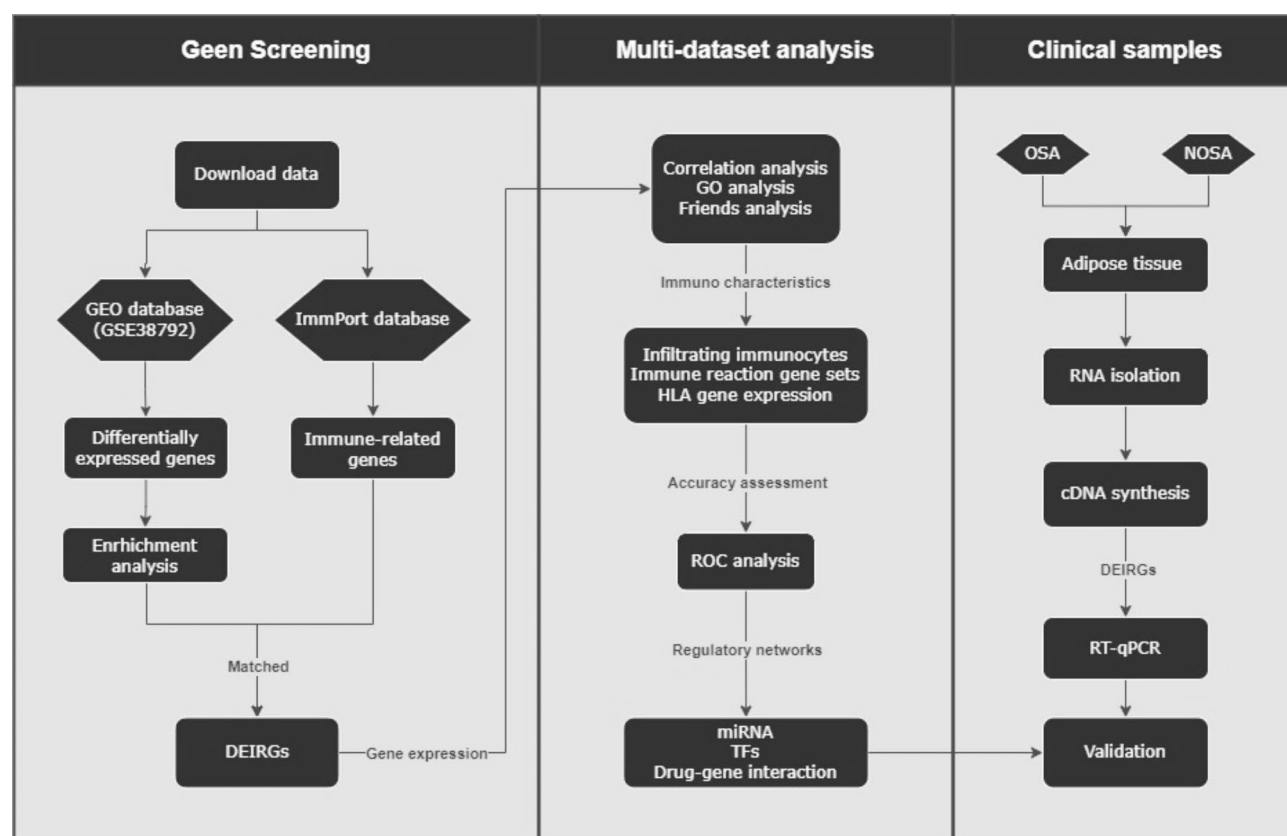 Geen Screening
Multi-dataset analysis
Clinical samples
Download data
GEO database
(GSE38792)
ImmPort database
Differentially
expressed genes
Immune-related
genes
Enrhichment
analysis
Matched
DEIRGs
Gene expression
Correlation analysis
GO analysis
Friends analysis
Immuno characteristics
Infiltrating immunocytes
Immune reaction gene sets
HLA gene expression
Accuracy assessment
ROC analysis
Regulatory networks
miRNA
TFs
Drug-gene interaction
OSA
NOSA
Adipose tissue
RNA isolation
cDNA synthesis
DEIRGs
RT-qPCR
Validation